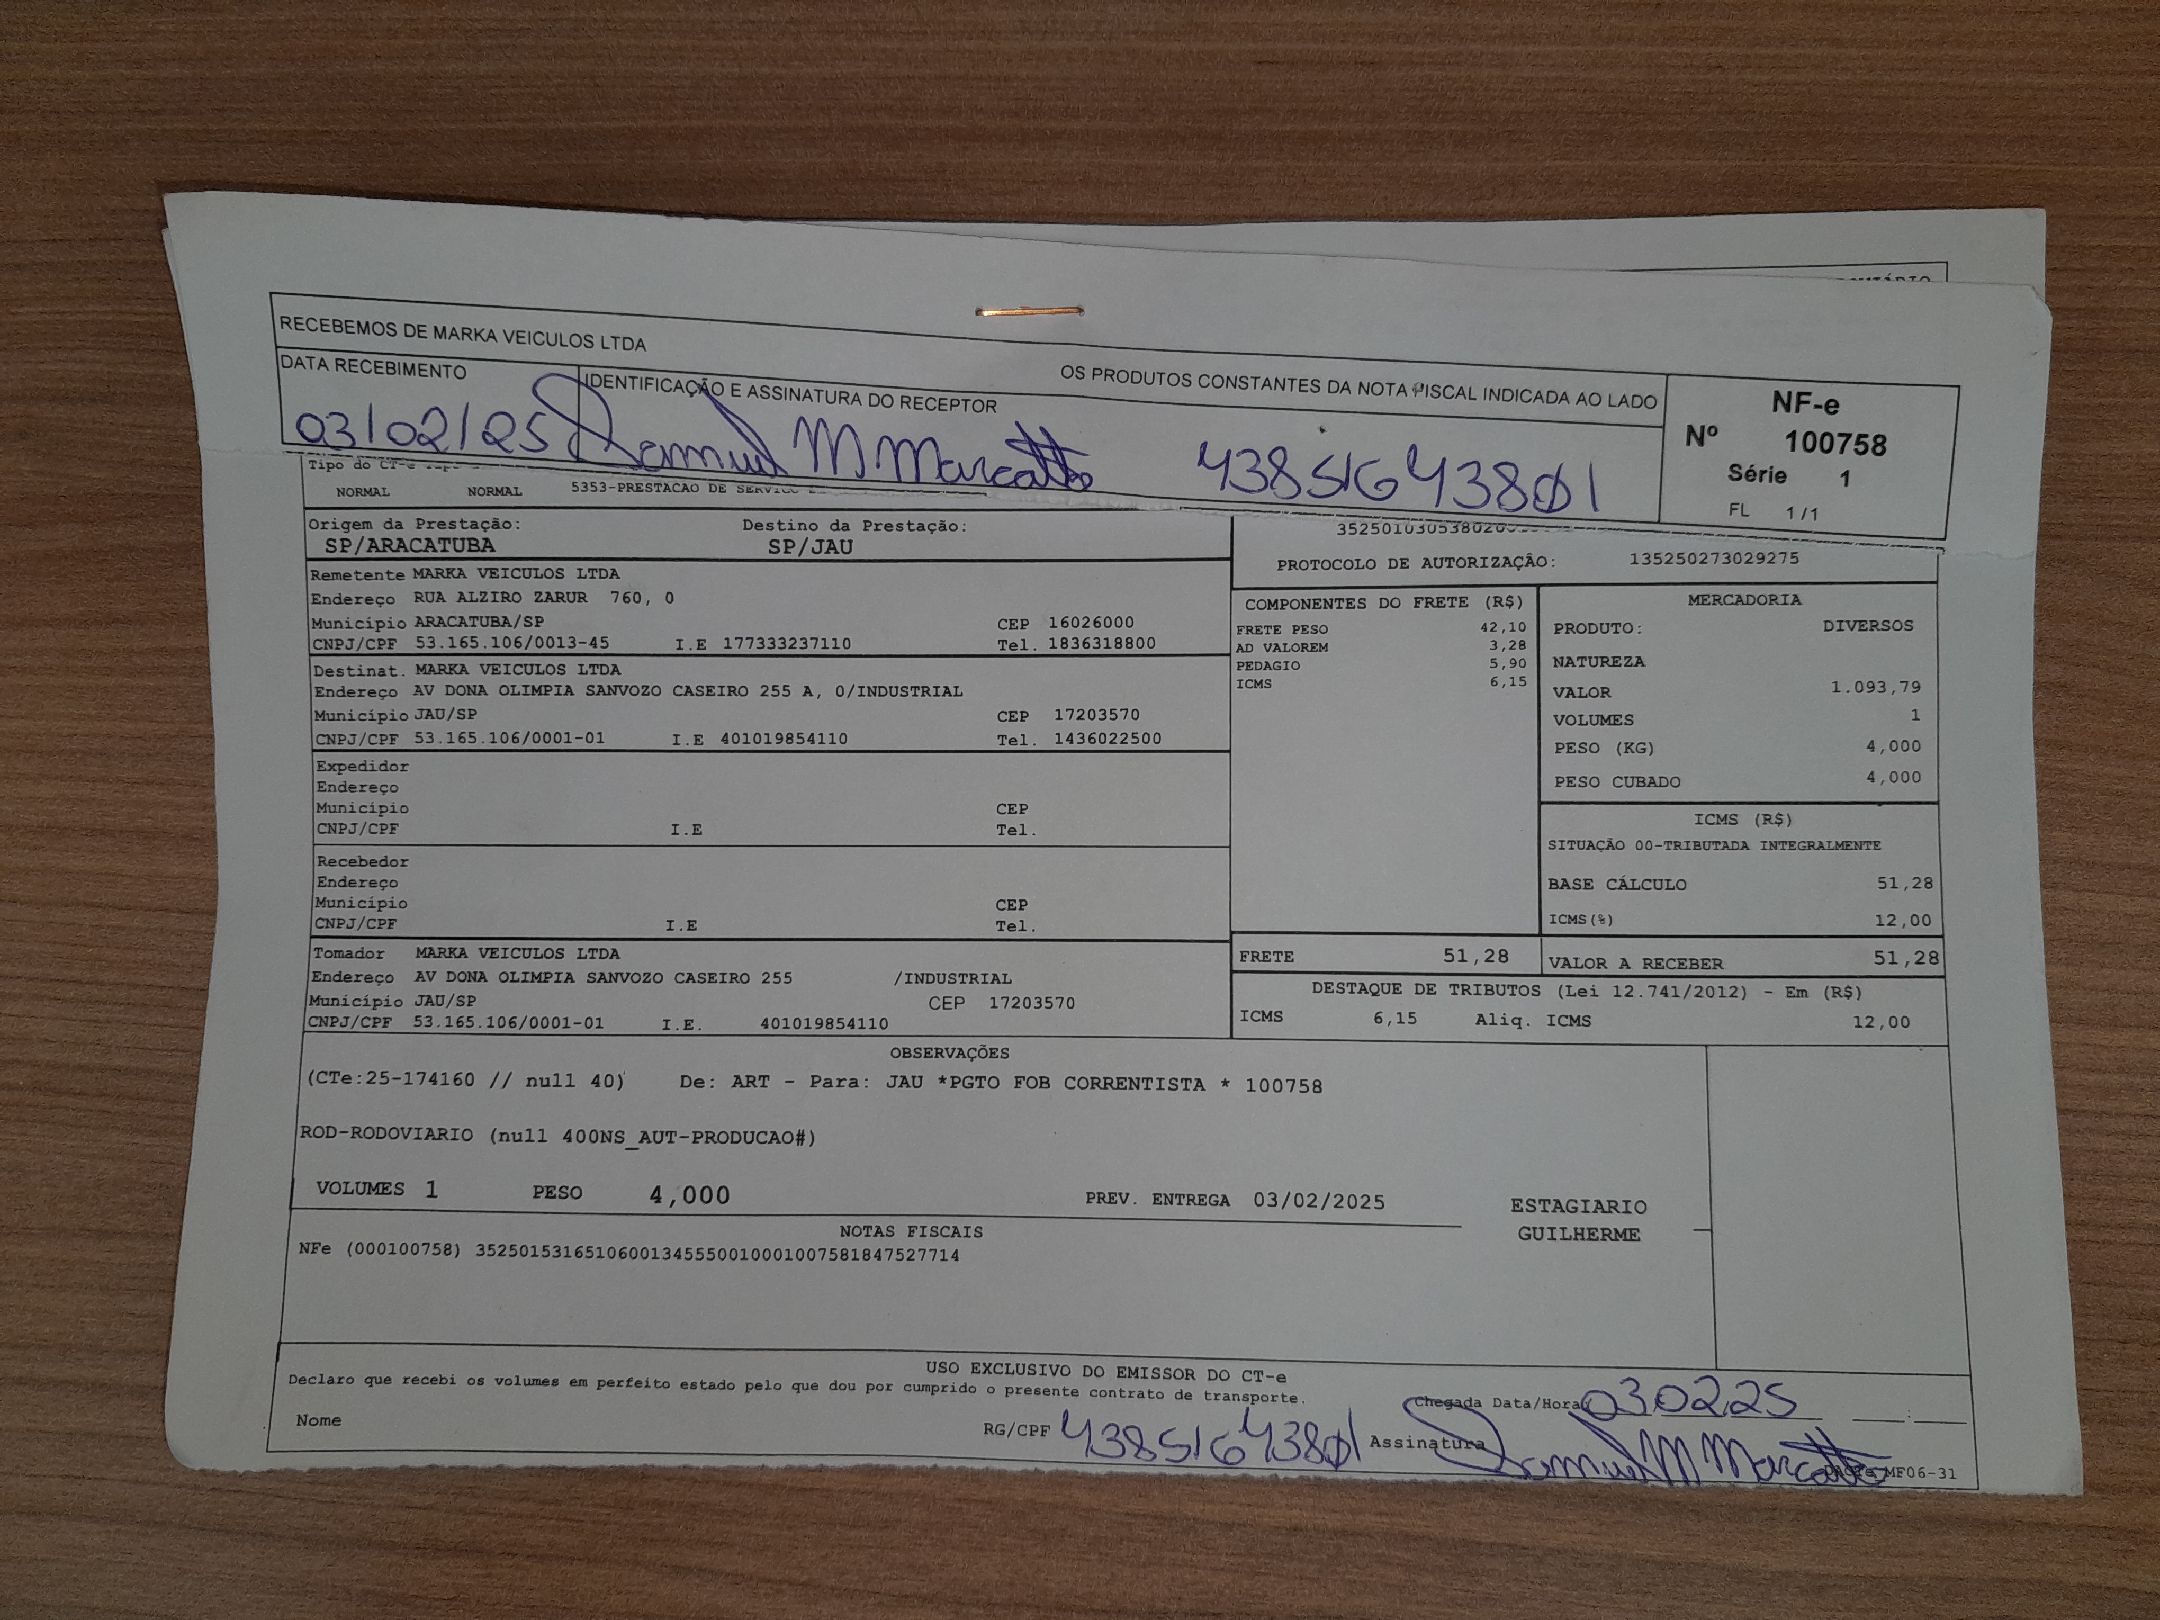 RECEBEMOS DE MARKA VEICULOS LTDA
OS PRODUTOS CONSTANTES DA NOTA FISCAL INDICADA AO LADO
DATA RECEBIMENTO
IDENTIFICAÇÃO E ASSINATURA DO RECEPTOR
03/02/25 Samuel M Marcatto 43851643801
NF-e
Nº 100758
Série 1
FL 1/1
Tipo do CT-e
NORMAL NORMAL 5353-PRESTACAO DE SERVICO
Origem da Prestação: Destino da Prestação:
SP/ARACATUBA SP/JAU
PROTOCOLO DE AUTORIZAÇÃO: 135250273029275
Remetente MARKA VEICULOS LTDA
Endereço RUA ALZIRO ZARUR 760, 0
Município ARACATUBA/SP CEP 16026000
CNPJ/CPF 53.165.106/0013-45 I.E 177333237110 Tel. 1836318800
Destinat. MARKA VEICULOS LTDA
Endereço AV DONA OLIMPIA SANVOZO CASEIRO 255 A, 0/INDUSTRIAL
Município JAU/SP CEP 17203570
CNPJ/CPF 53.165.106/0001-01 I.E 401019854110 Tel. 1436022500
Expedidor
Endereço
Município CEP
CNPJ/CPF I.E Tel.
Recebedor
Endereço
Município CEP
CNPJ/CPF I.E Tel.
Tomador MARKA VEICULOS LTDA
Endereço AV DONA OLIMPIA SANVOZO CASEIRO 255 /INDUSTRIAL
Município JAU/SP CEP 17203570
CNPJ/CPF 53.165.106/0001-01 I.E. 401019854110
COMPONENTES DO FRETE (R$)
FRETE PESO 42,10
AD VALOREM 3,28
PEDAGIO 5,90
ICMS 6,15
MERCADORIA
PRODUTO: DIVERSOS
NATUREZA
VALOR 1.093,79
VOLUMES 1
PESO (KG) 4,000
PESO CUBADO 4,000
ICMS (R$)
SITUAÇÃO 00-TRIBUTADA INTEGRALMENTE
BASE CÁLCULO 51,28
ICMS(%) 12,00
FRETE 51,28 VALOR A RECEBER 51,28
DESTAQUE DE TRIBUTOS (Lei 12.741/2012) - Em (R$)
ICMS 6,15 Aliq. ICMS 12,00
OBSERVAÇÕES
(CTe:25-174160 // null 40) De: ART - Para: JAU *PGTO FOB CORRENTISTA * 100758
ROD-RODOVIARIO (null 400NS_AUT-PRODUCAO#)
VOLUMES 1 PESO 4,000 PREV. ENTREGA 03/02/2025
ESTAGIARIO
GUILHERME
NOTAS FISCAIS
NFe (000100758) 35250153165106001345550010001007581847527714
USO EXCLUSIVO DO EMISSOR DO CT-e
Declaro que recebi os volumes em perfeito estado pelo que dou por cumprido o presente contrato de transporte.
Chegada Data/Hora 03.02.25 __:__
Nome RG/CPF 43851643801 Assinatura Samuel M Marcatto
MF06-31